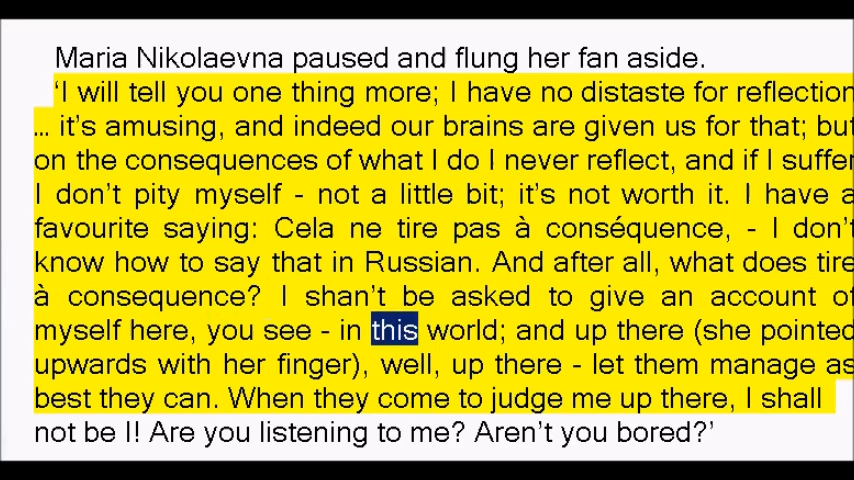 Maria Nikolaevna paused and flung her fan aside.
‘I will tell you one thing more; I have no distaste for reflection
… it’s amusing, and indeed our brains are given us for that; but
on the consequences of what I do I never reflect, and if I suffer
I don’t pity myself - not a little bit; it’s not worth it. I have a
favourite saying: Cela ne tire pas à conséquence, - I don’t
know how to say that in Russian. And after all, what does tire
à consequence? I shan’t be asked to give an account of
myself here, you see - in this world; and up there (she pointed
upwards with her finger), well, up there - let them manage as
best they can. When they come to judge me up there, I shall
not be I! Are you listening to me? Aren’t you bored?’